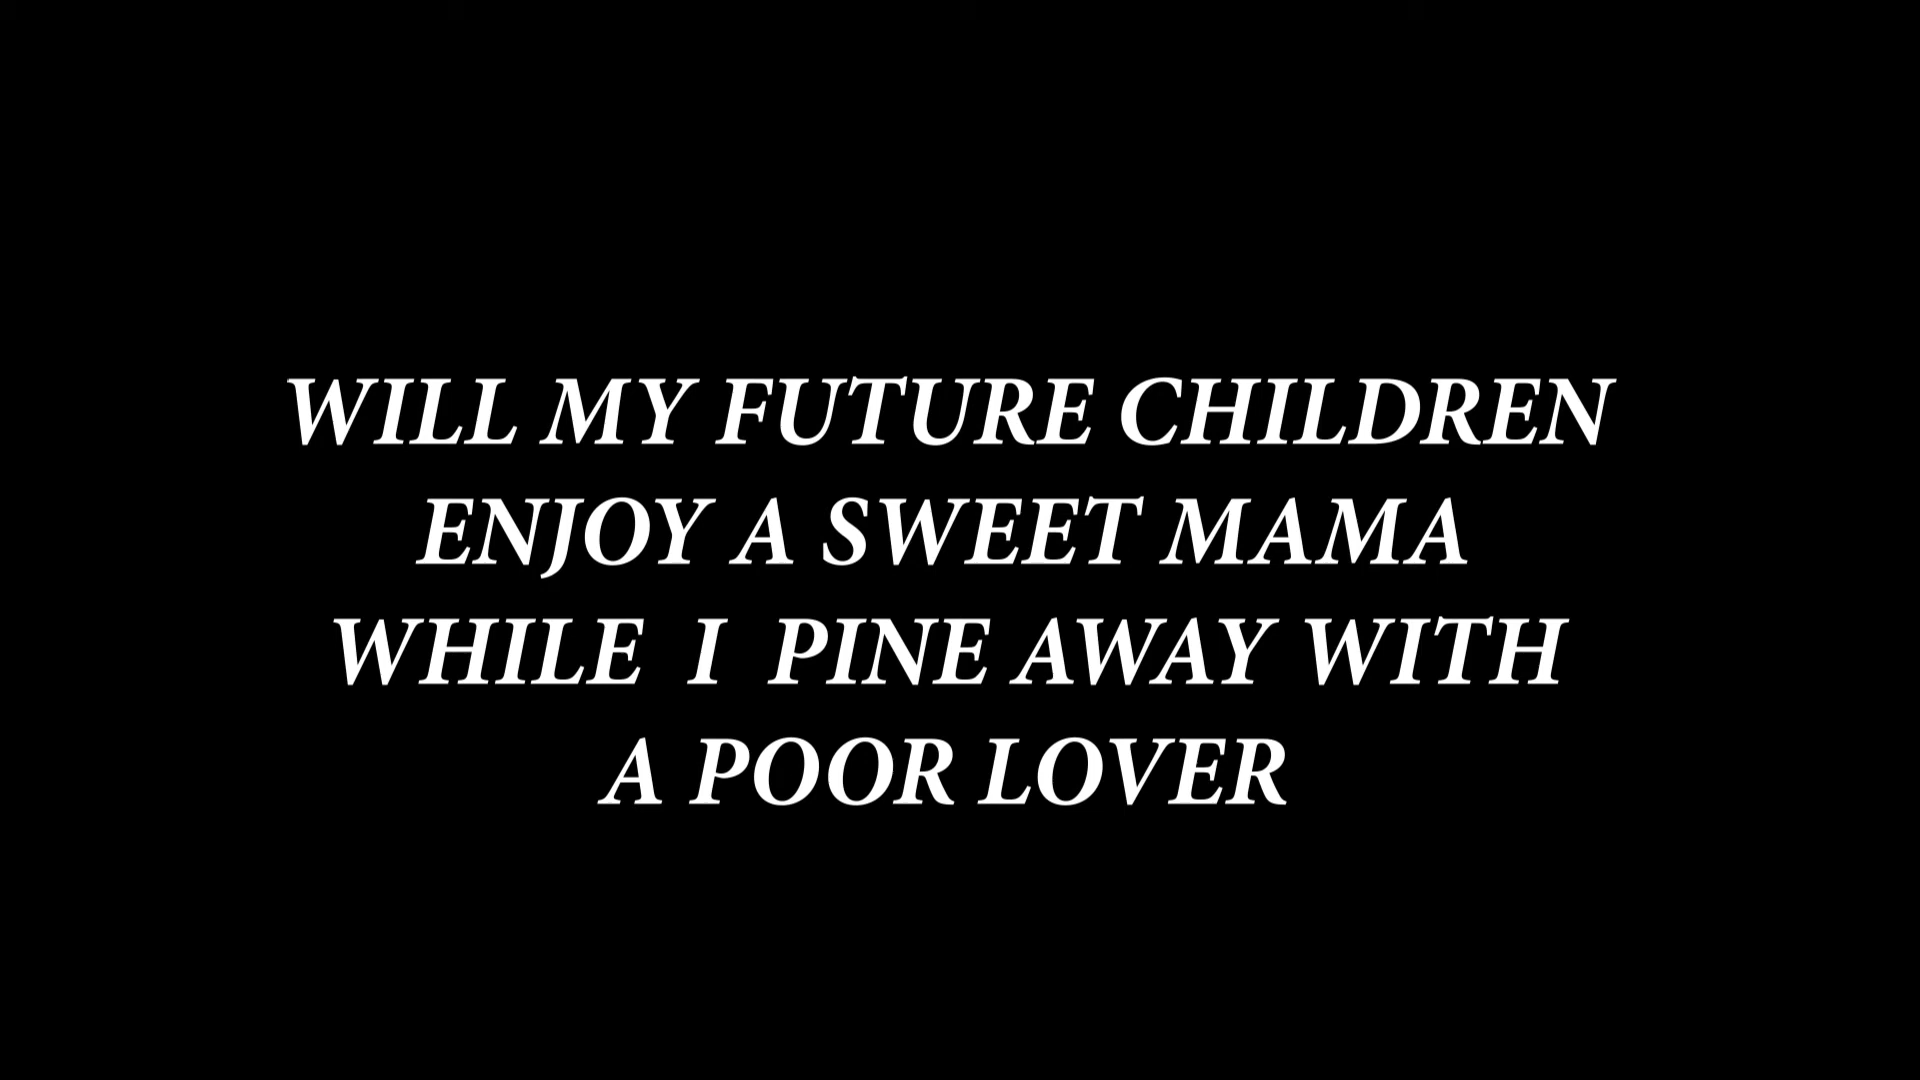 WILL MY FUTURE CHILDREN
ENJOY A SWEET MAMA
WHILE I PINE AWAY WITH
A POOR LOVER